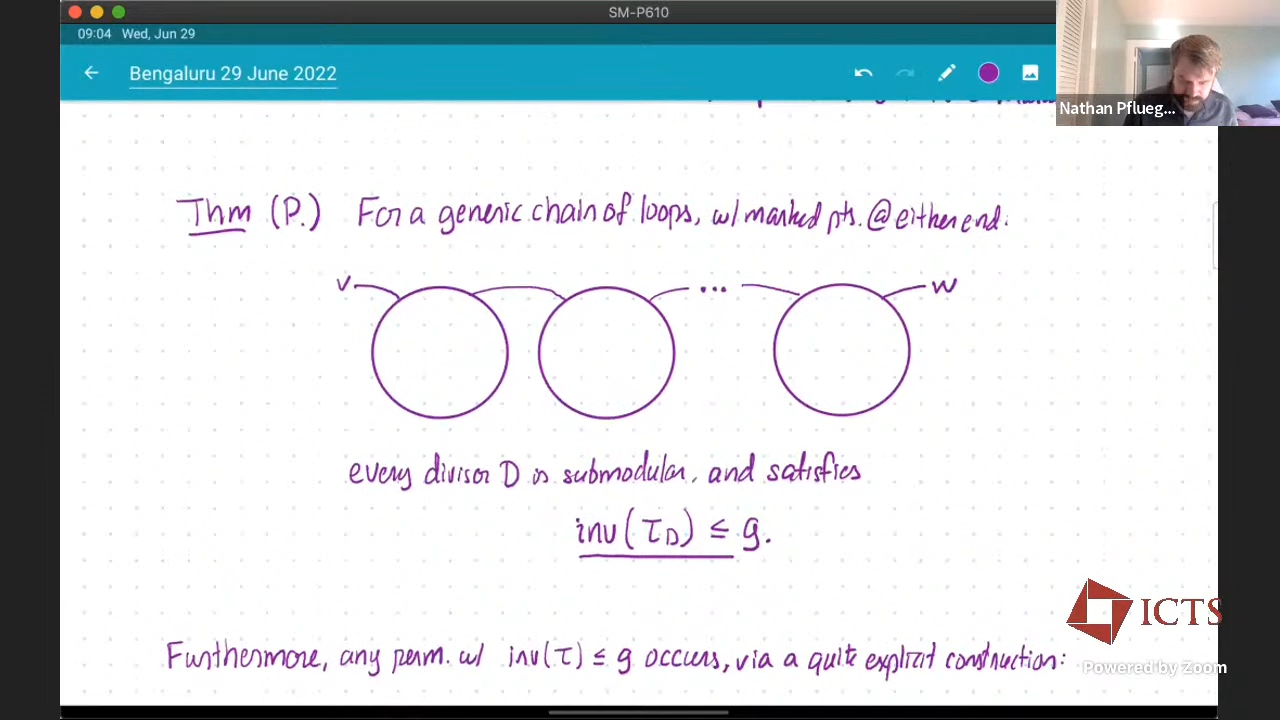 SM-P610
09:04 Wed, Jun 29
Bengaluru 29 June 2022
Nathan Pflueg...
Thm (P.) For a generic chain of loops, w/ marked pts. @ either end.
v ... w
every divisor D is submodular, and satisfies
inv(τ_D) ≤ g.
ICTS
Furthermore, any perm. w/ inv(τ) ≤ g occurs, via a quite explicit construction:
Powered by Zoom